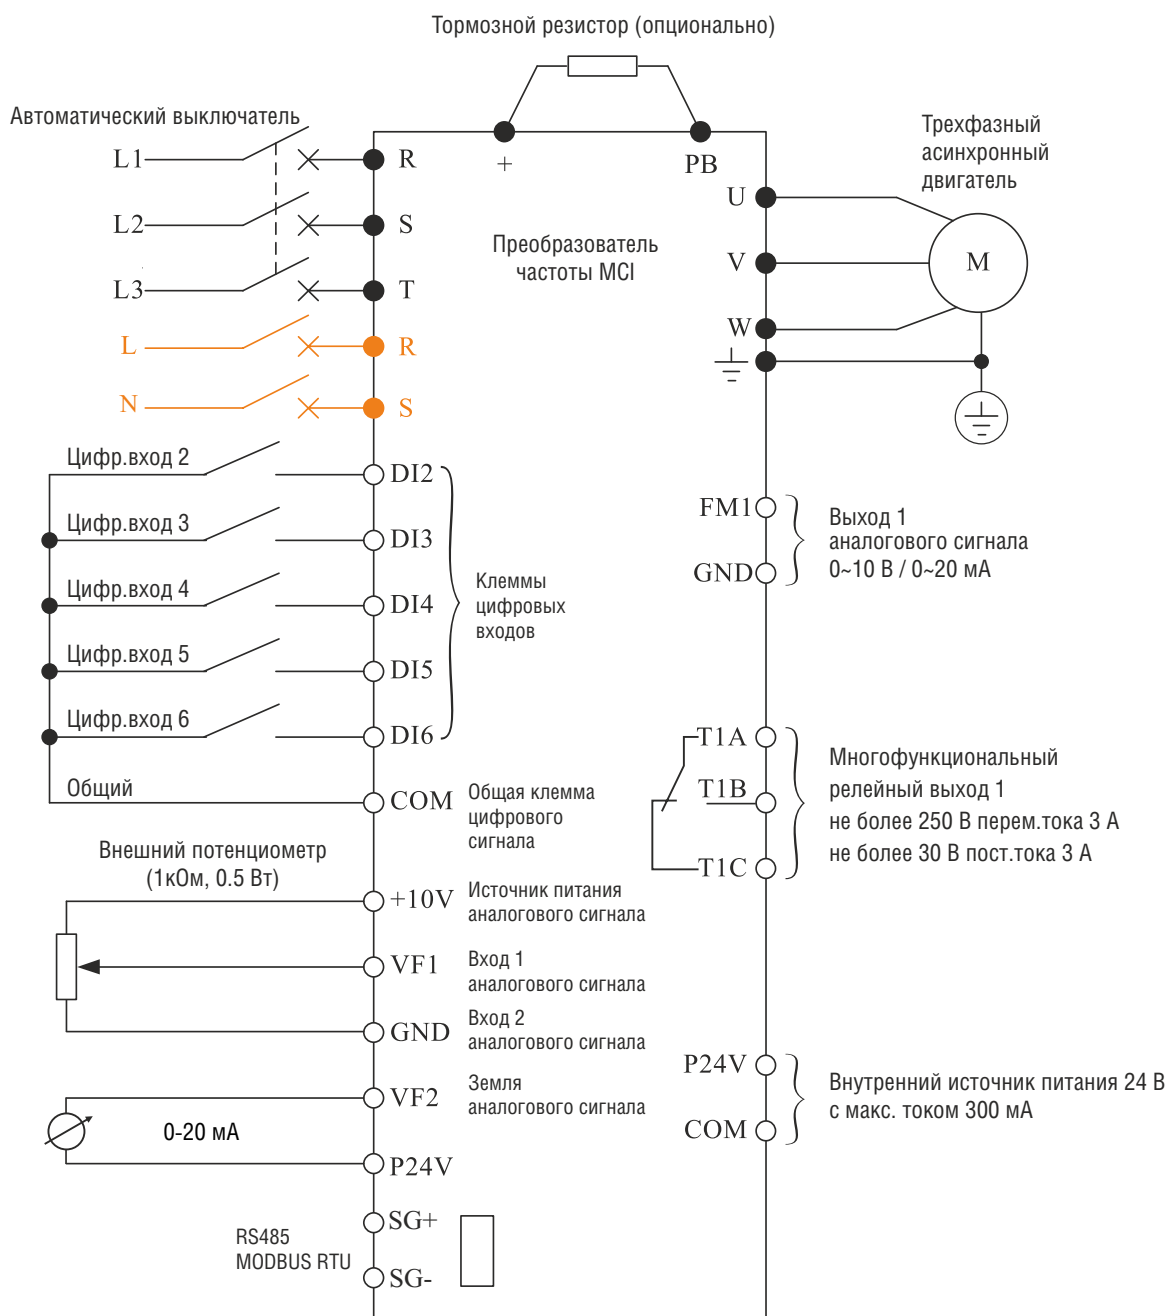 Тормозной резистор (опционально)
Автоматический выключатель
L1
R
+
PB
Трехфазный
асинхронный
двигатель
U
L2
S
Преобразователь
частоты MCI
V
M
L3
T
W
L
R
N
S
Цифр.вход 2
DI2
Цифр.вход 3
DI3
Цифр.вход 4
DI4
Цифр.вход 5
DI5
Цифр.вход 6
DI6
Клеммы
цифровых
входов
Общий
COM
Общая клемма
цифрового
сигнала
Внешний потенциометр
(1кОм, 0.5 Вт)
+10V
Источник питания
аналогового сигнала
VF1
Вход 1
аналогового сигнала
GND
Вход 2
аналогового сигнала
VF2
Земля
аналогового сигнала
0-20 мА
P24V
RS485
MODBUS RTU
SG+
SG-
FM1
GND
Выход 1
аналогового сигнала
0~10 В / 0~20 мА
T1A
T1B
T1C
Многофункциональный
релейный выход 1
не более 250 В перем.тока 3 А
не более 30 В пост.тока 3 А
P24V
COM
Внутренний источник питания 24 В
с макс. током 300 мА